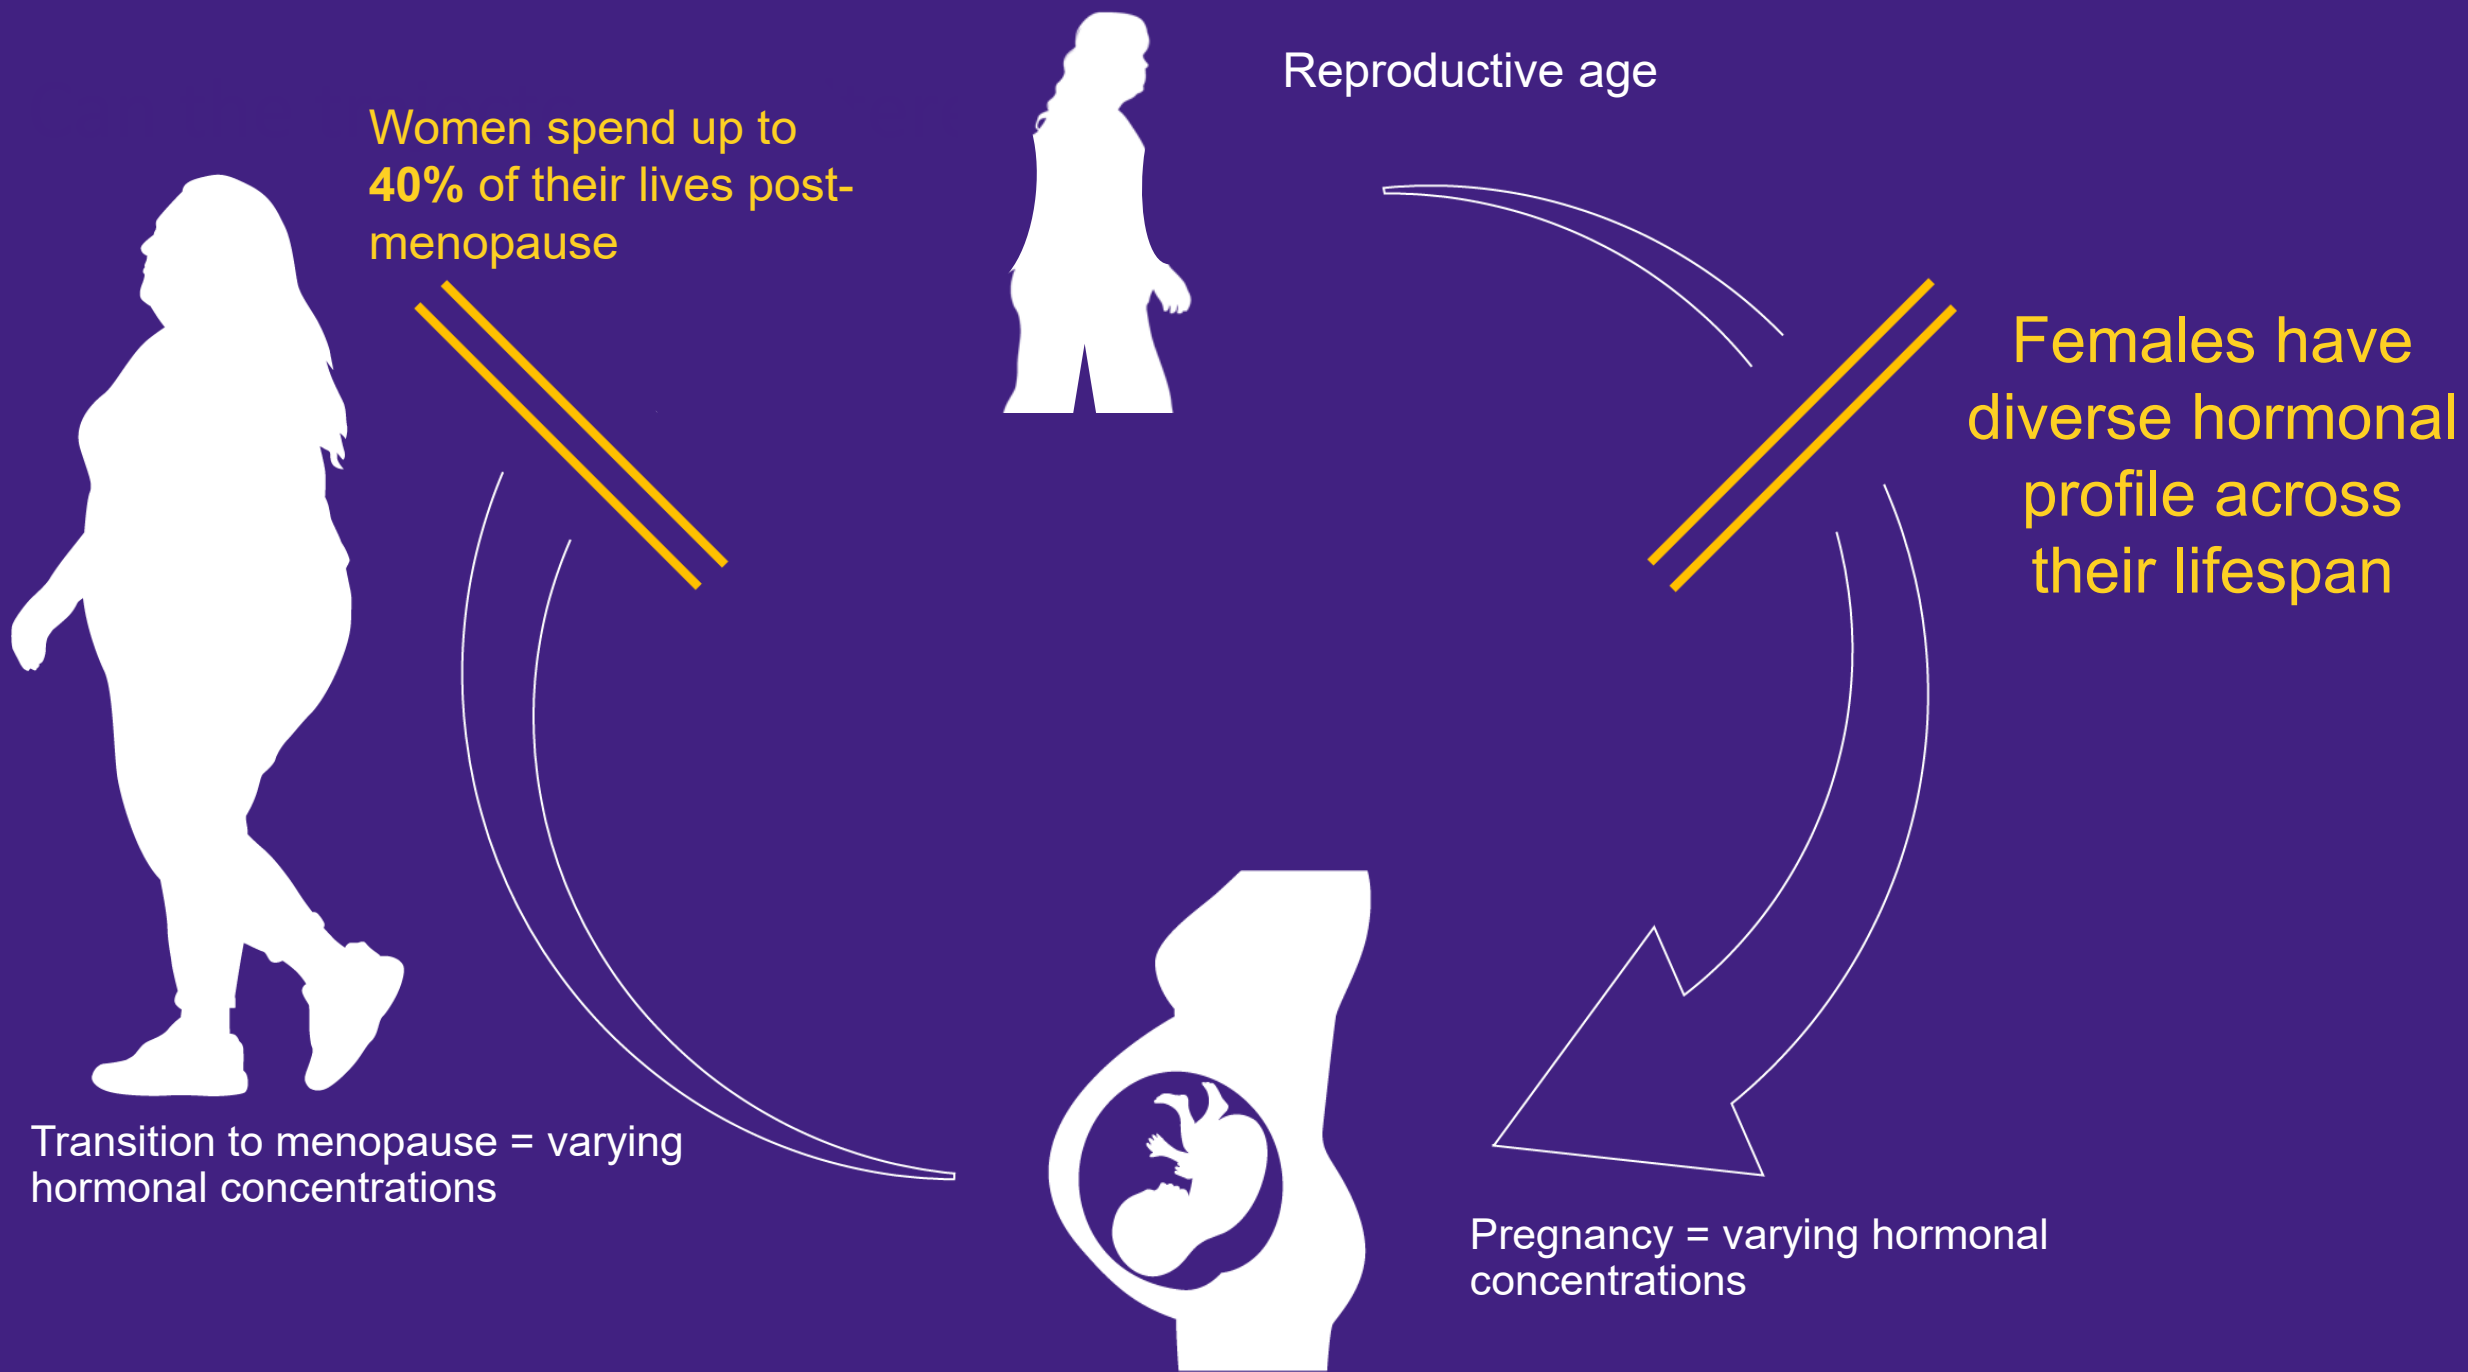 Reproductive age
Women spend up to
40% of their lives post-
menopause
Females have
diverse hormonal
profile across
their lifespan
Transition to menopause = varying
hormonal concentrations
Pregnancy = varying hormonal
concentrations